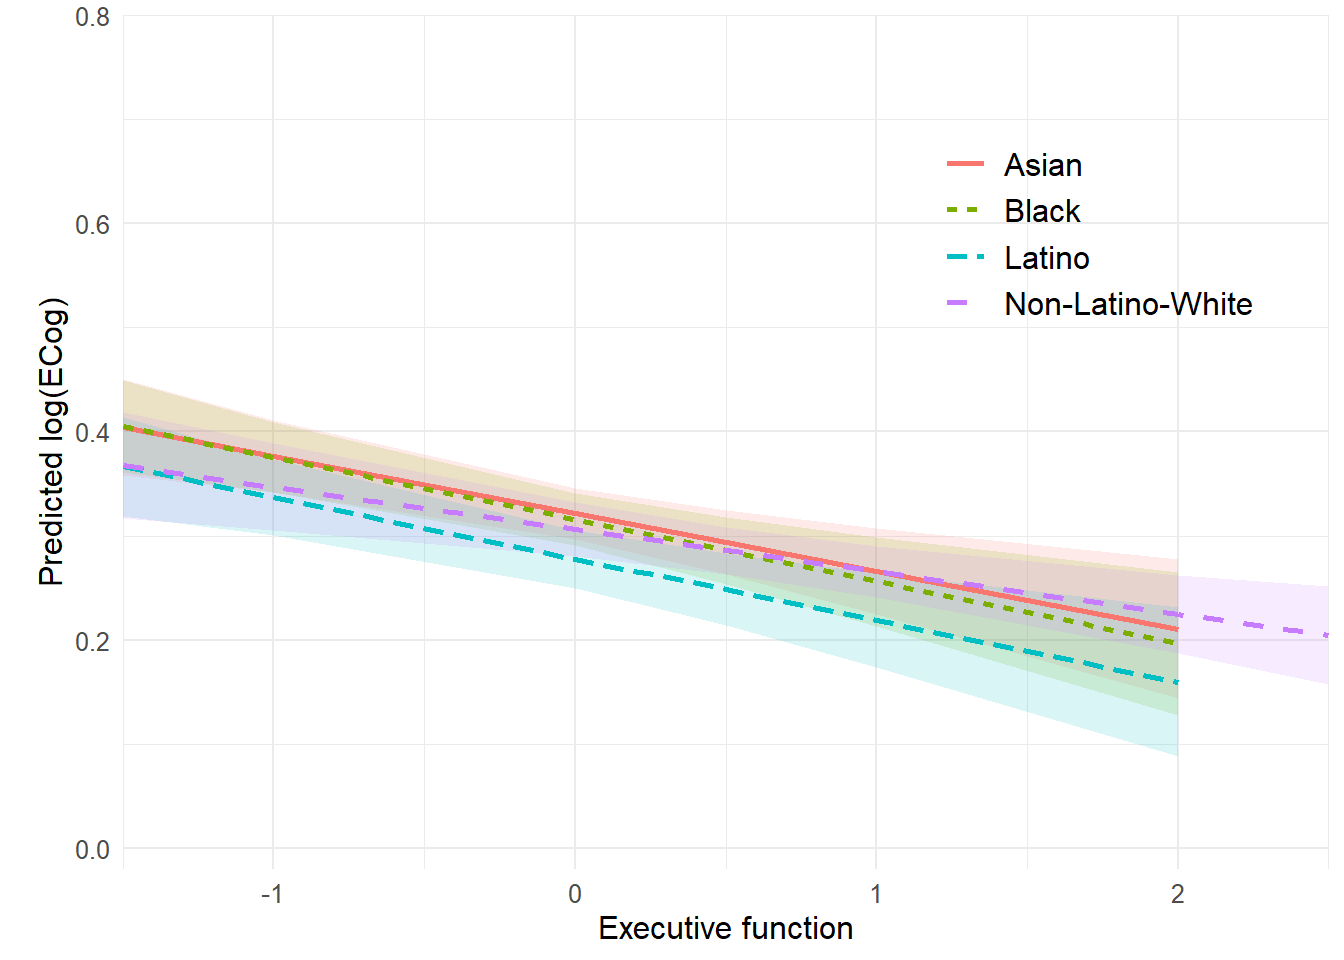 0.8
0.6
0.4
0.2
0.0
Predicted log(ECog)
Asian
Black
Latino
Non-Latino-White
-1 0 1 2
Executive function